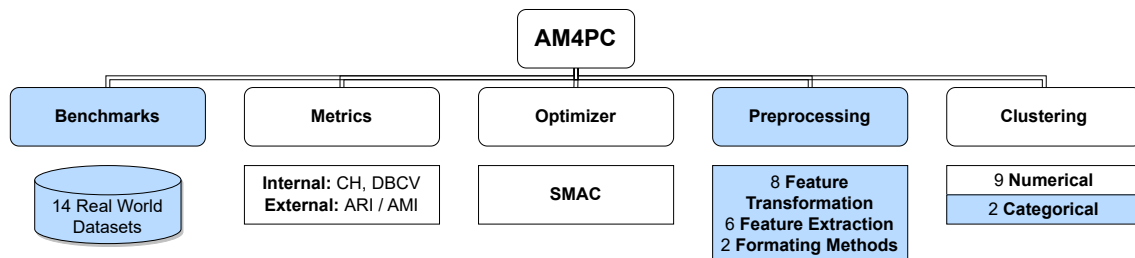 AM4PC
Benchmarks
Metrics
Optimizer
Preprocessing
Clustering
14 Real World
Datasets
Internal: CH, DBCV
External: ARI / AMI
SMAC
8 Feature
Transformation
6 Feature Extraction
2 Formating Methods
9 Numerical
2 Categorical